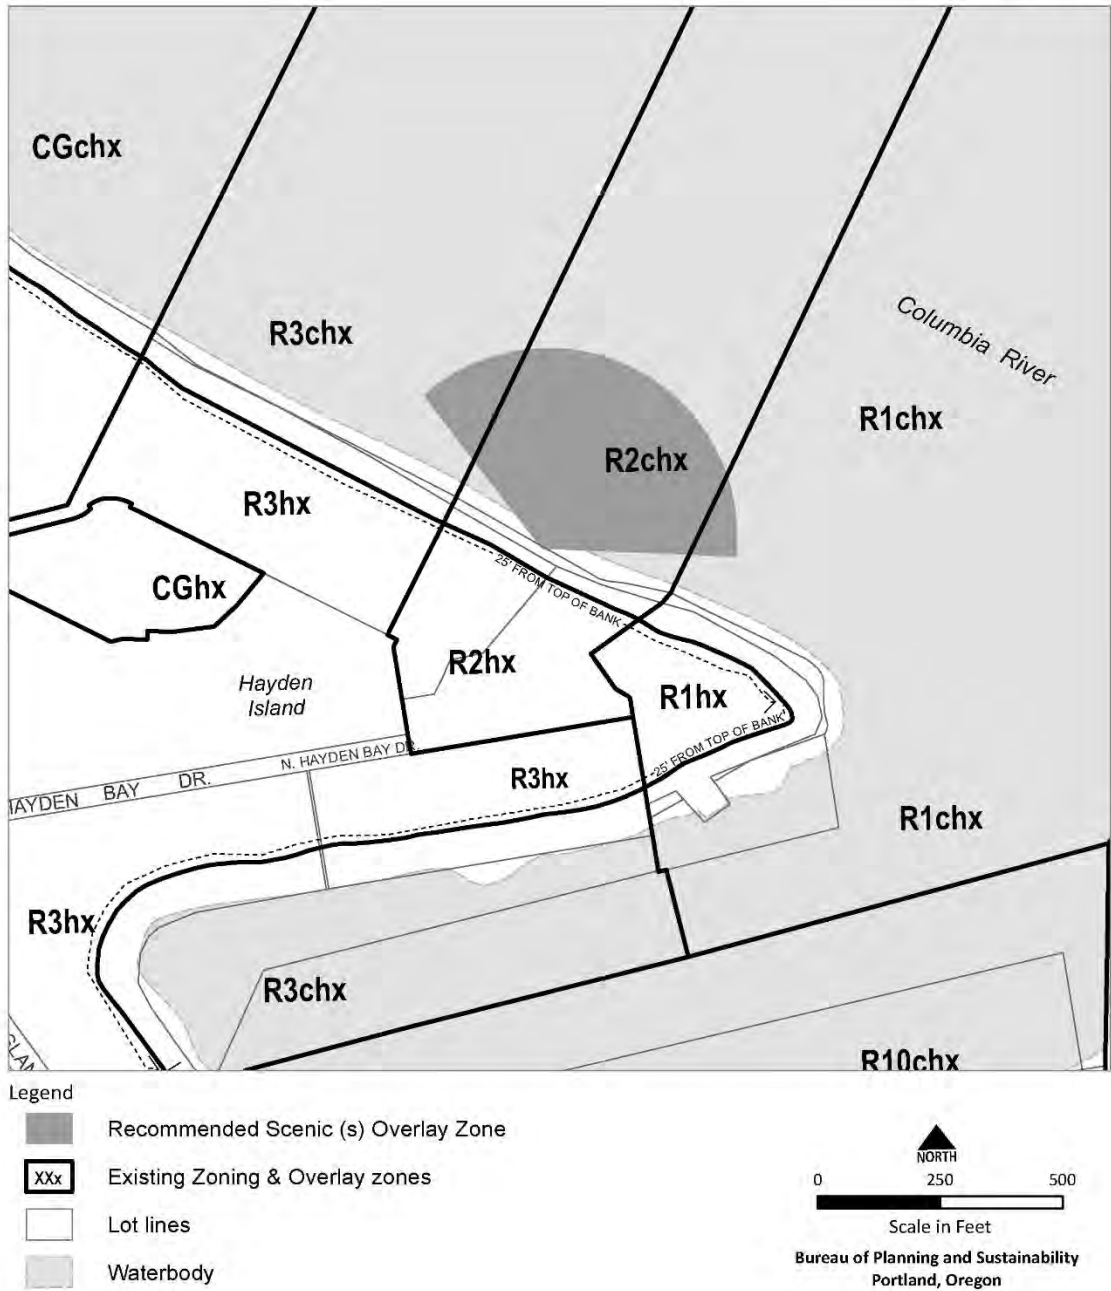 CGchx
R3chx
Columbia River
R1chx
R2chx
R3hx
25' FROM TOP OF BANK
CGhx
R2hx
Hayden
Island
R1hx
25' FROM TOP OF BANK
N. HAYDEN BAY DR.
HAYDEN BAY DR.
R3hx
R1chx
R3hx
R3chx
R10chx
Legend
Recommended Scenic (s) Overlay Zone
XXx Existing Zoning & Overlay zones
Lot lines
Waterbody
NORTH
0 250 500
Scale in Feet
Bureau of Planning and Sustainability
Portland, Oregon